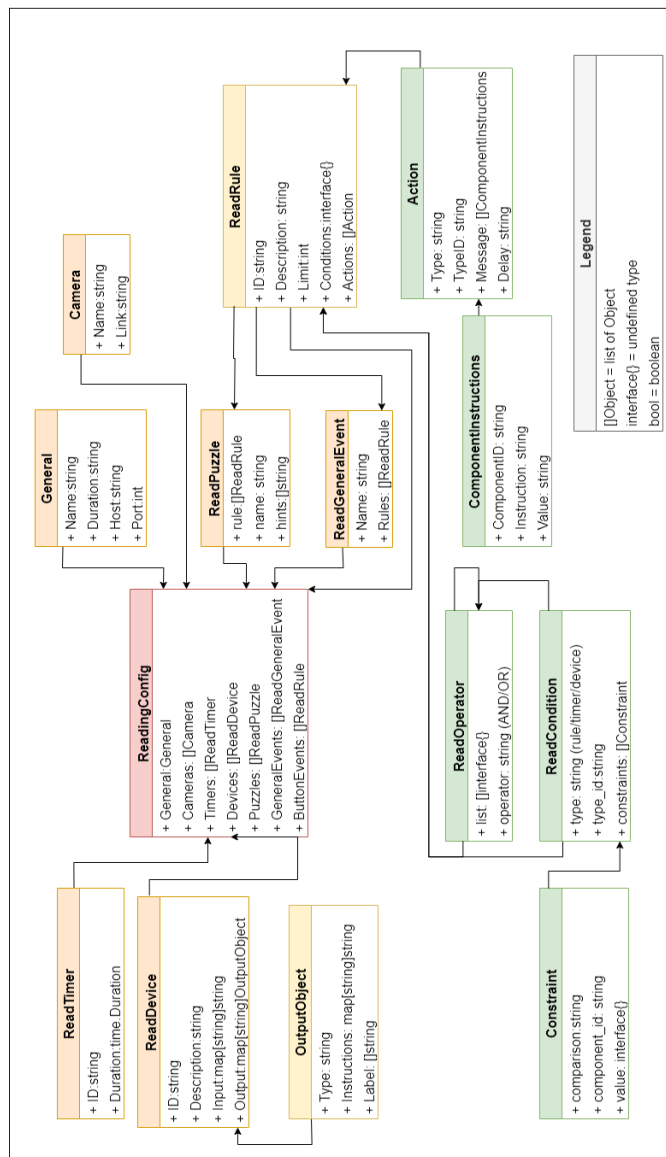 ReadTimer
+ ID:string
+ Duration:time.Duration
ReadDevice
+ ID:string
+ Description:string
+ Input:map[string]string
+ Output:map[string]OutputObject
OutputObject
+ Type: string
+ Instructions: map[string]string
+ Label: []string
Constraint
+ comparison:string
+ component_id: string
+ value: interface{}
ReadingConfig
+ General:General
+ Cameras: []Camera
+ Timers: []ReadTimer
+ Devices: []ReadDevice
+ Puzzles: []ReadPuzzle
+ GeneralEvents: []ReadGeneralEvent
+ ButtonEvents: []ReadRule
ReadOperator
+ list: []interface{}
+ operator: string (AND/OR)
ReadCondition
+ type: string (rule/timer/device)
+ type_id:string
+ constraints: []Constraint
General
+ Name:string
+ Duration:string
+ Host:string
+ Port:int
Camera
+ Name:string
+ Link:string
ReadPuzzle
+ rule:[]ReadRule
+ name: string
+ hints:[]string
ReadGeneralEvent
+ Name: string
+ Rules: []ReadRule
ReadRule
+ ID:string
+ Description: string
+ Limit:int
+ Conditions:interface{}
+ Actions: []Action
Action
+ Type: string
+ TypeID: string
+ Message: []ComponentInstructions
+ Delay: string
ComponentInstructions
+ ComponentID: string
+ Instruction: string
+ Value: string
Legend
[]Object = list of Object
interface{} = undefined type
bool = boolean